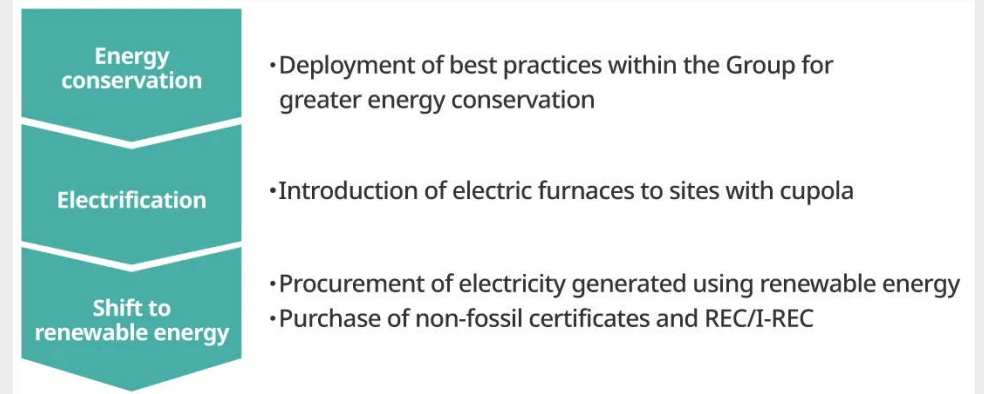 Energy
conservation
・Deployment of best practices within the Group for
greater energy conservation
Electrification
・Introduction of electric furnaces to sites with cupola
Shift to
renewable energy
・Procurement of electricity generated using renewable energy
・Purchase of non-fossil certificates and REC/I-REC